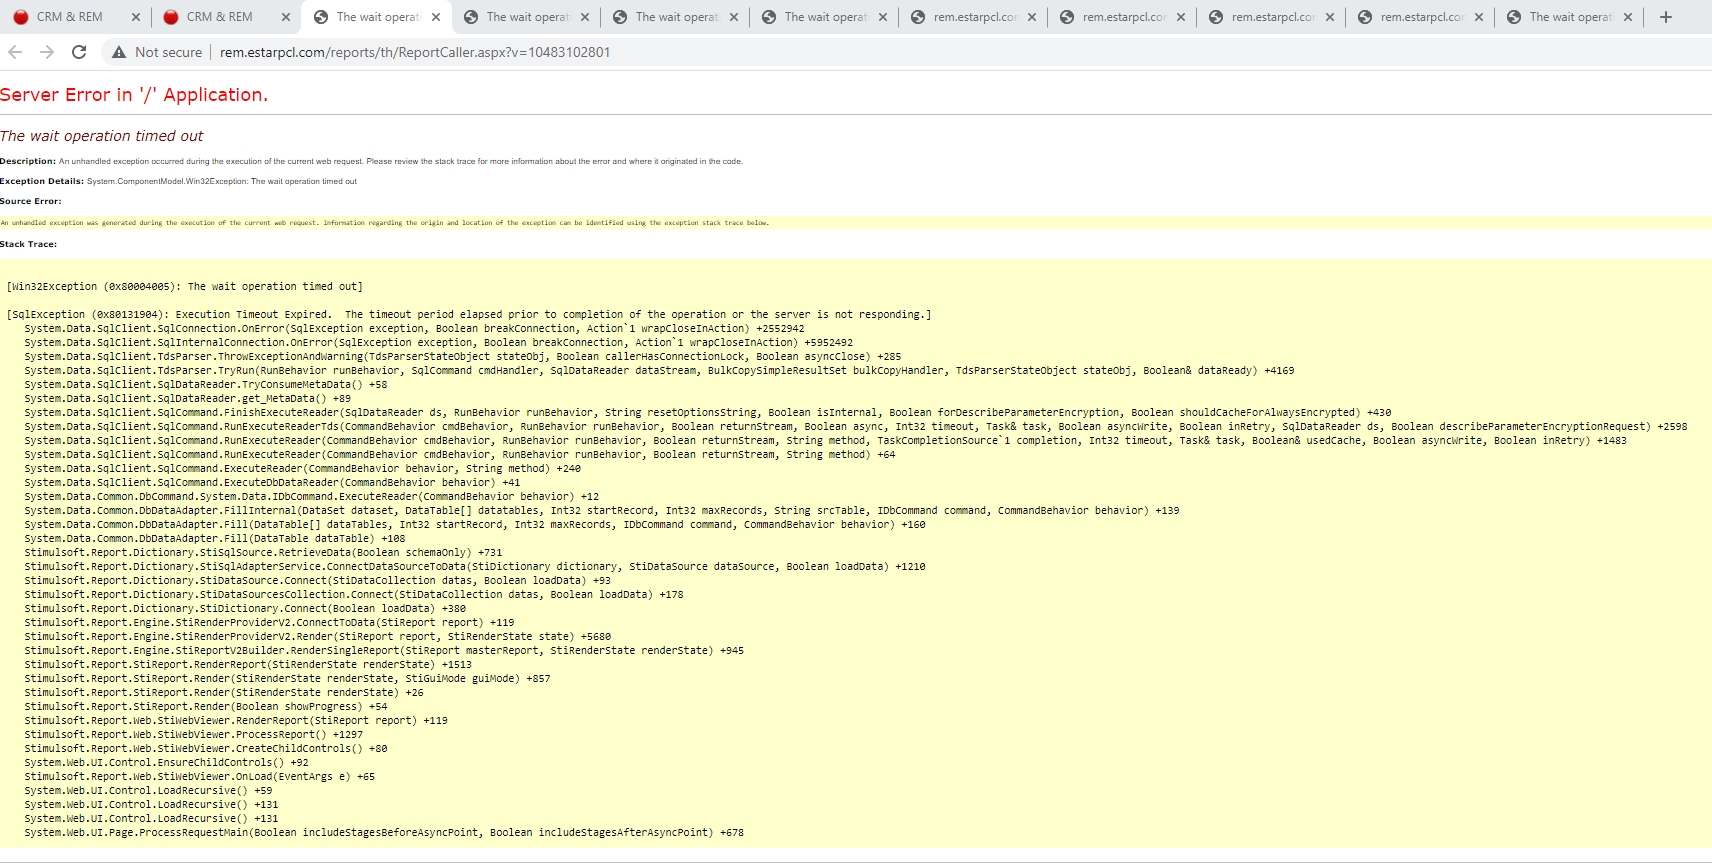 CRM & REM
CRM & REM
The wait operati
The wait operati
The wait operati
The wait operati
rem.estarpcl.con
rem.estarpcl.con
rem.estarpcl.con
rem.estarpcl.con
The wait operati
Not secure
rem.estarpcl.com/reports/th/ReportCaller.aspx?v=10483102801
Server Error in '/' Application.
The wait operation timed out
Description: An unhandled exception occurred during the execution of the current web request. Please review the stack trace for more information about the error and where it originated in the code.
Exception Details: System.ComponentModel.Win32Exception: The wait operation timed out
Source Error:
An unhandled exception was generated during the execution of the current web request. Information regarding the origin and location of the exception can be identified using the exception stack trace below.
Stack Trace:
[Win32Exception (0x80004005): The wait operation timed out]
[SqlException (0x80131904): Execution Timeout Expired.  The timeout period elapsed prior to completion of the operation or the server is not responding.]
System.Data.SqlClient.SqlConnection.OnError(SqlException exception, Boolean breakConnection, Action`1 wrapCloseInAction) +2552942
System.Data.SqlClient.SqlInternalConnection.OnError(SqlException exception, Boolean breakConnection, Action`1 wrapCloseInAction) +5952492
System.Data.SqlClient.TdsParser.ThrowExceptionAndWarning(TdsParserStateObject stateObj, Boolean callerHasConnectionLock, Boolean asyncClose) +285
System.Data.SqlClient.TdsParser.TryRun(RunBehavior runBehavior, SqlCommand cmdHandler, SqlDataReader dataStream, BulkCopySimpleResultSet bulkCopyHandler, TdsParserStateObject stateObj, Boolean& dataReady) +4169
System.Data.SqlClient.SqlDataReader.TryConsumeMetaData() +58
System.Data.SqlClient.SqlDataReader.get_MetaData() +89
System.Data.SqlClient.SqlCommand.FinishExecuteReader(SqlDataReader ds, RunBehavior runBehavior, String resetOptionsString, Boolean isInternal, Boolean forDescribeParameterEncryption, Boolean shouldCacheForAlwaysEncrypted) +430
System.Data.SqlClient.SqlCommand.RunExecuteReaderTds(CommandBehavior cmdBehavior, RunBehavior runBehavior, Boolean returnStream, Boolean async, Int32 timeout, Task& task, Boolean asyncWrite, Boolean inRetry, SqlDataReader ds, Boolean describeParameterEncryptionRequest) +2598
System.Data.SqlClient.SqlCommand.RunExecuteReader(CommandBehavior cmdBehavior, RunBehavior runBehavior, Boolean returnStream, String method, TaskCompletionSource`1 completion, Int32 timeout, Task& task, Boolean& usedCache, Boolean asyncWrite, Boolean inRetry) +1483
System.Data.SqlClient.SqlCommand.RunExecuteReader(CommandBehavior cmdBehavior, RunBehavior runBehavior, Boolean returnStream, String method) +64
System.Data.SqlClient.SqlCommand.ExecuteReader(CommandBehavior behavior, String method) +240
System.Data.SqlClient.SqlCommand.ExecuteDbDataReader(CommandBehavior behavior) +41
System.Data.Common.DbCommand.System.Data.IDbCommand.ExecuteReader(CommandBehavior behavior) +12
System.Data.Common.DbDataAdapter.FillInternal(DataSet dataset, DataTable[] datatables, Int32 startRecord, Int32 maxRecords, String srcTable, IDbCommand command, CommandBehavior behavior) +139
System.Data.Common.DbDataAdapter.Fill(DataTable[] dataTables, Int32 startRecord, Int32 maxRecords, IDbCommand command, CommandBehavior behavior) +160
System.Data.Common.DbDataAdapter.Fill(DataTable dataTable) +108
Stimulsoft.Report.Dictionary.StiSqlSource.RetrieveData(Boolean schemaOnly) +731
Stimulsoft.Report.Dictionary.StiSqlAdapterService.ConnectDataSourceToData(StiDictionary dictionary, StiDataSource dataSource, Boolean loadData) +1210
Stimulsoft.Report.Dictionary.StiDataSource.Connect(StiDataCollection datas, Boolean loadData) +93
Stimulsoft.Report.Dictionary.StiDataSourcesCollection.Connect(StiDataCollection datas, Boolean loadData) +178
Stimulsoft.Report.Dictionary.StiDictionary.Connect(Boolean loadData) +380
Stimulsoft.Report.Engine.StiRenderProviderV2.ConnectToData(StiReport report) +119
Stimulsoft.Report.Engine.StiRenderProviderV2.Render(StiReport report, StiRenderState state) +5680
Stimulsoft.Report.Engine.StiReportV2Builder.RenderSingleReport(StiReport masterReport, StiRenderState renderState) +945
Stimulsoft.Report.StiReport.RenderReport(StiRenderState renderState) +1513
Stimulsoft.Report.StiReport.Render(StiRenderState renderState, StiGuiMode guiMode) +857
Stimulsoft.Report.StiReport.Render(StiRenderState renderState) +26
Stimulsoft.Report.StiReport.Render(Boolean showProgress) +54
Stimulsoft.Report.Web.StiWebViewer.RenderReport(StiReport report) +119
Stimulsoft.Report.Web.StiWebViewer.ProcessReport() +1297
Stimulsoft.Report.Web.StiWebViewer.CreateChildControls() +80
System.Web.UI.Control.EnsureChildControls() +92
Stimulsoft.Report.Web.StiWebViewer.OnLoad(EventArgs e) +65
System.Web.UI.Control.LoadRecursive() +59
System.Web.UI.Control.LoadRecursive() +131
System.Web.UI.Control.LoadRecursive() +131
System.Web.UI.Page.ProcessRequestMain(Boolean includeStagesBeforeAsyncPoint, Boolean includeStagesAfterAsyncPoint) +678